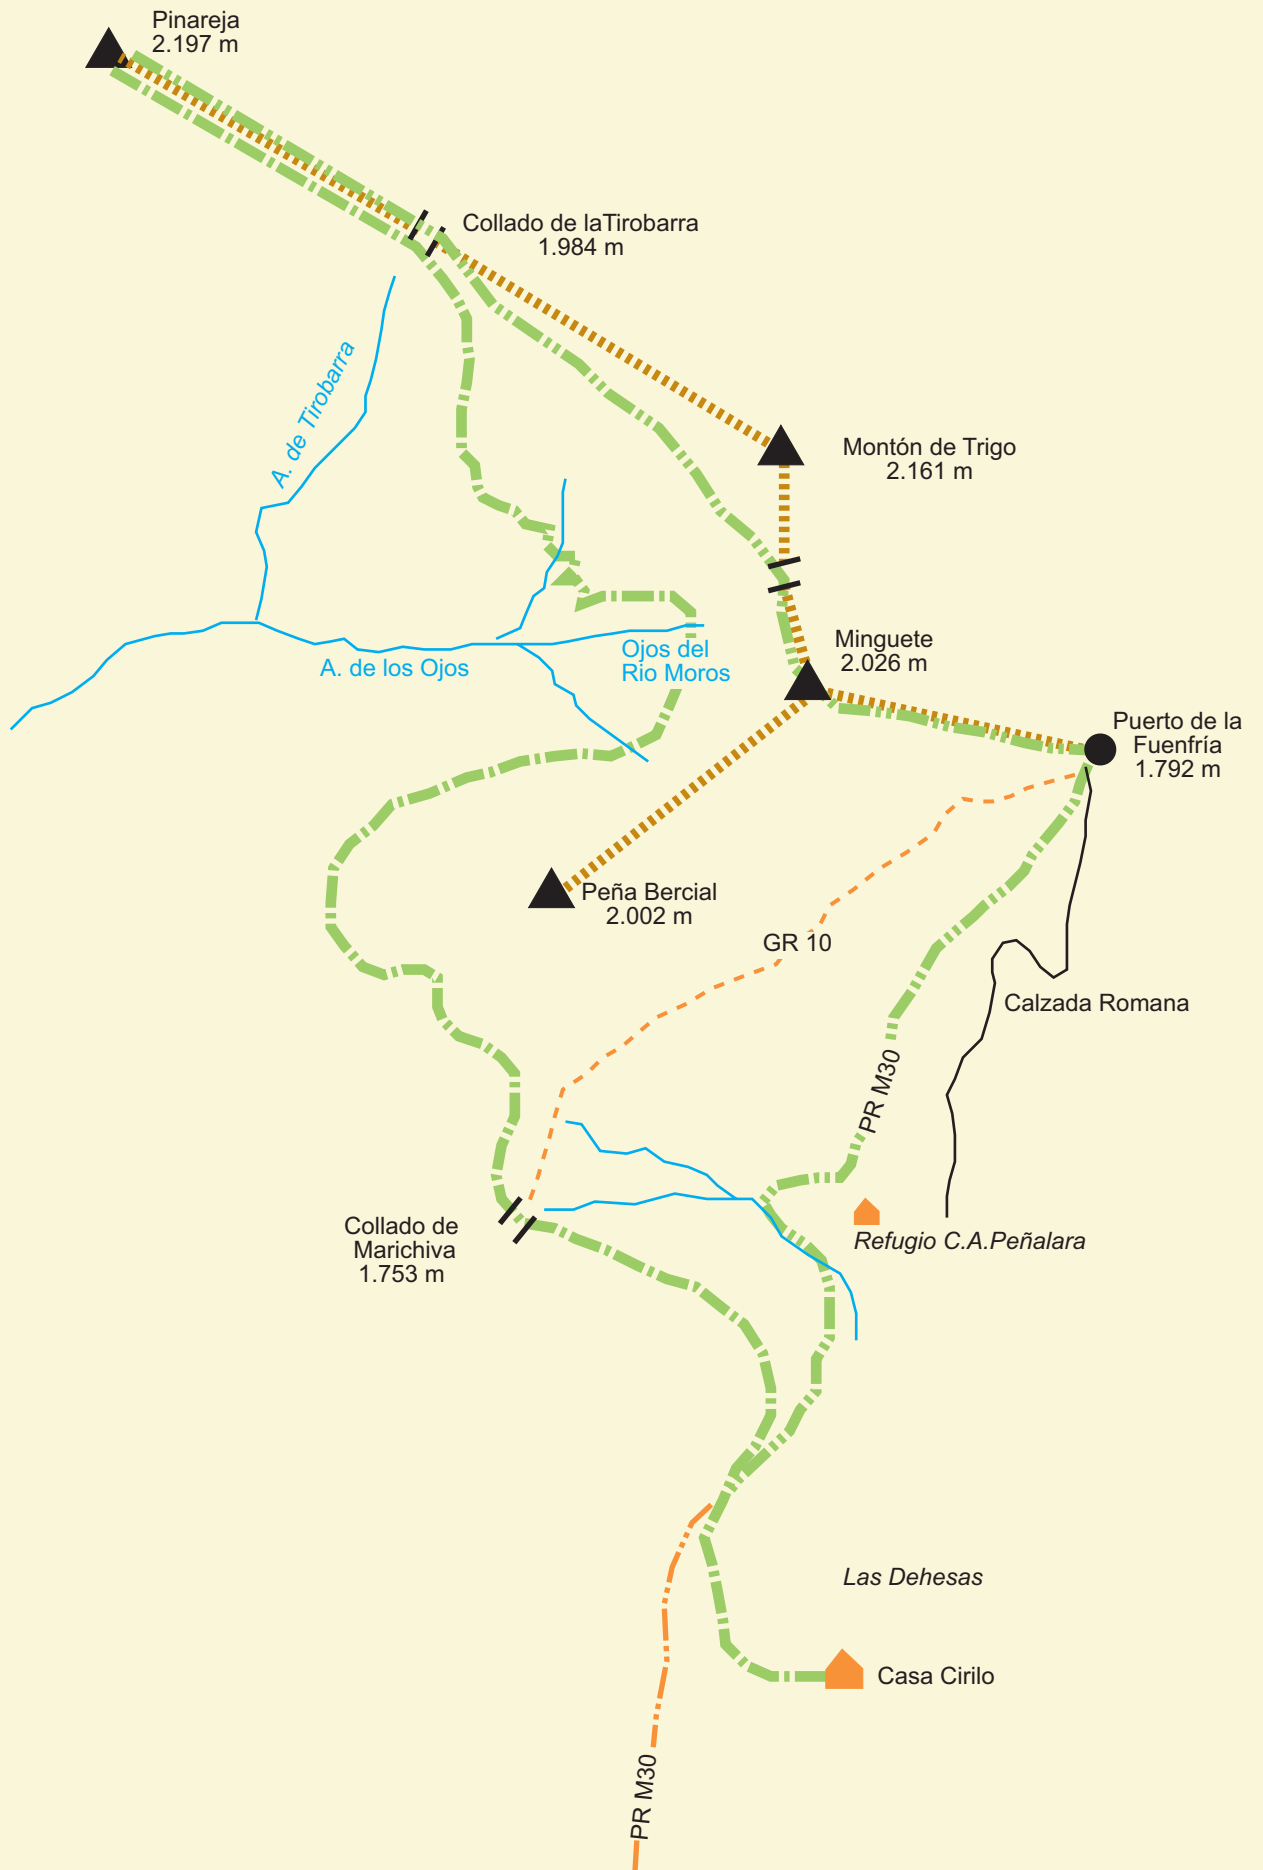 Pinareja
2.197 m
Collado de laTirobarra
1.984 m
A. de Tirobarra
Montón de Trigo
2.161 m
Minguete
2.026 m
Ojos del
Rio Moros
A. de los Ojos
Puerto de la
Fuenfría
1.792 m
Peña Bercial
2.002 m
GR 10
Calzada Romana
PR M30
Refugio C.A.Peñalara
Collado de
Marichiva
1.753 m
Las Dehesas
Casa Cirilo
PR M30